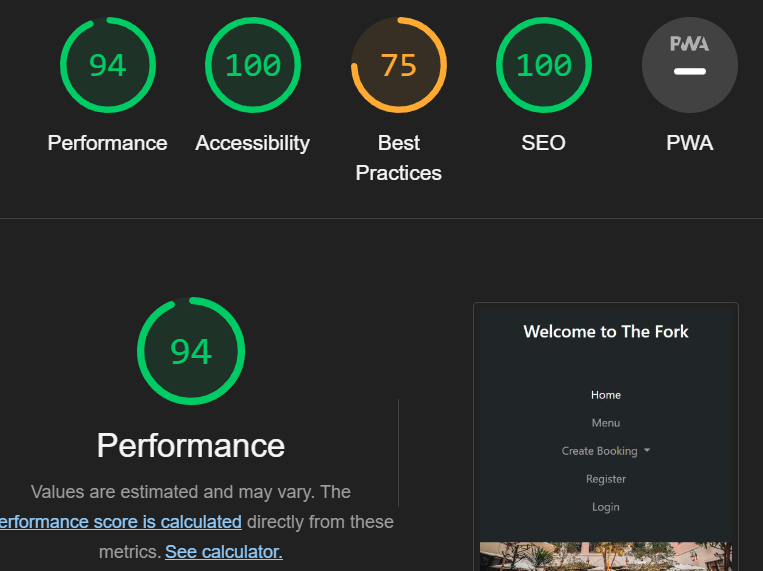 94
100
75
100
PWA
Performance
Accessibility
Best
Practices
SEO
PWA
94
Performance
Values are estimated and may vary. The
erformance score is calculated directly from these
metrics. See calculator.
Welcome to The Fork
Home
Menu
Create Booking
Register
Login